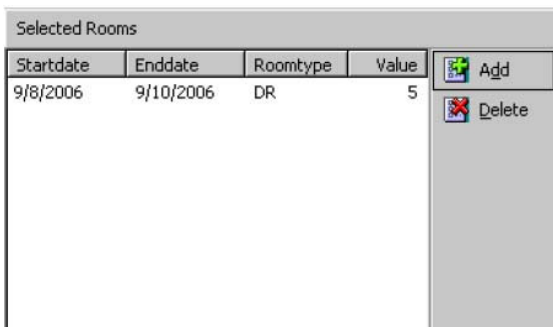 Selected Rooms
Startdate Enddate Roomtype Value
9/8/2006 9/10/2006 DR 5
Add
Delete